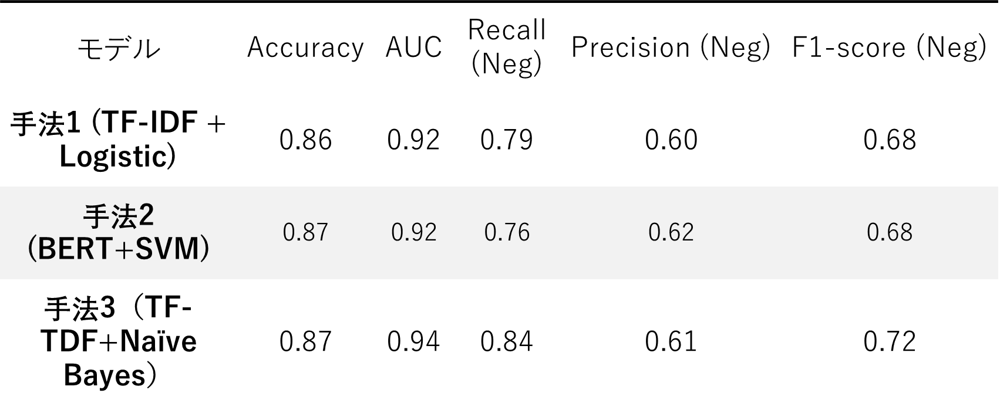 モデル Accuracy AUC Recall (Neg) Precision (Neg) F1-score (Neg)
手法1 (TF-IDF +
Logistic) 0.86 0.92 0.79 0.60 0.68
手法2
(BERT+SVM) 0.87 0.92 0.76 0.62 0.68
手法3（TF-
TDF+Naïve
Bayes） 0.87 0.94 0.84 0.61 0.72